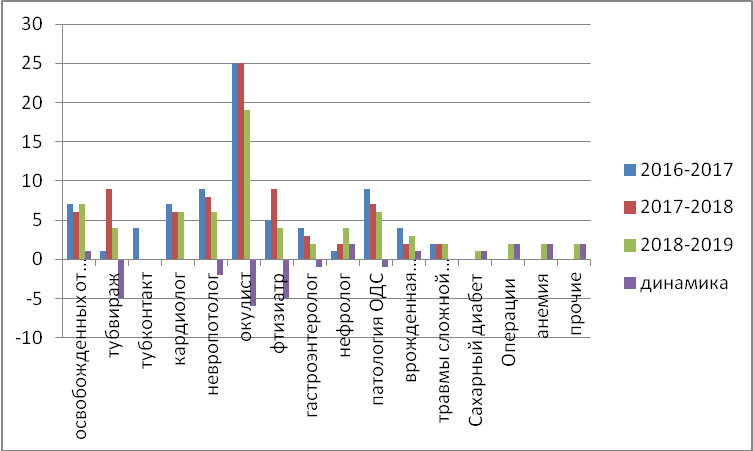 30
25
20
15
10
5
0
-5
-10
освобожденных от...
тубвираж
тубконтакт
кардиолог
невропотолог
окулист
фтизиатр
гастроэнтеролог
нефролог
патология ОДС
врожденная...
травмы сложной...
Сахарный диабет
Операции
анемия
прочие
2016-2017
2017-2018
2018-2019
динамика